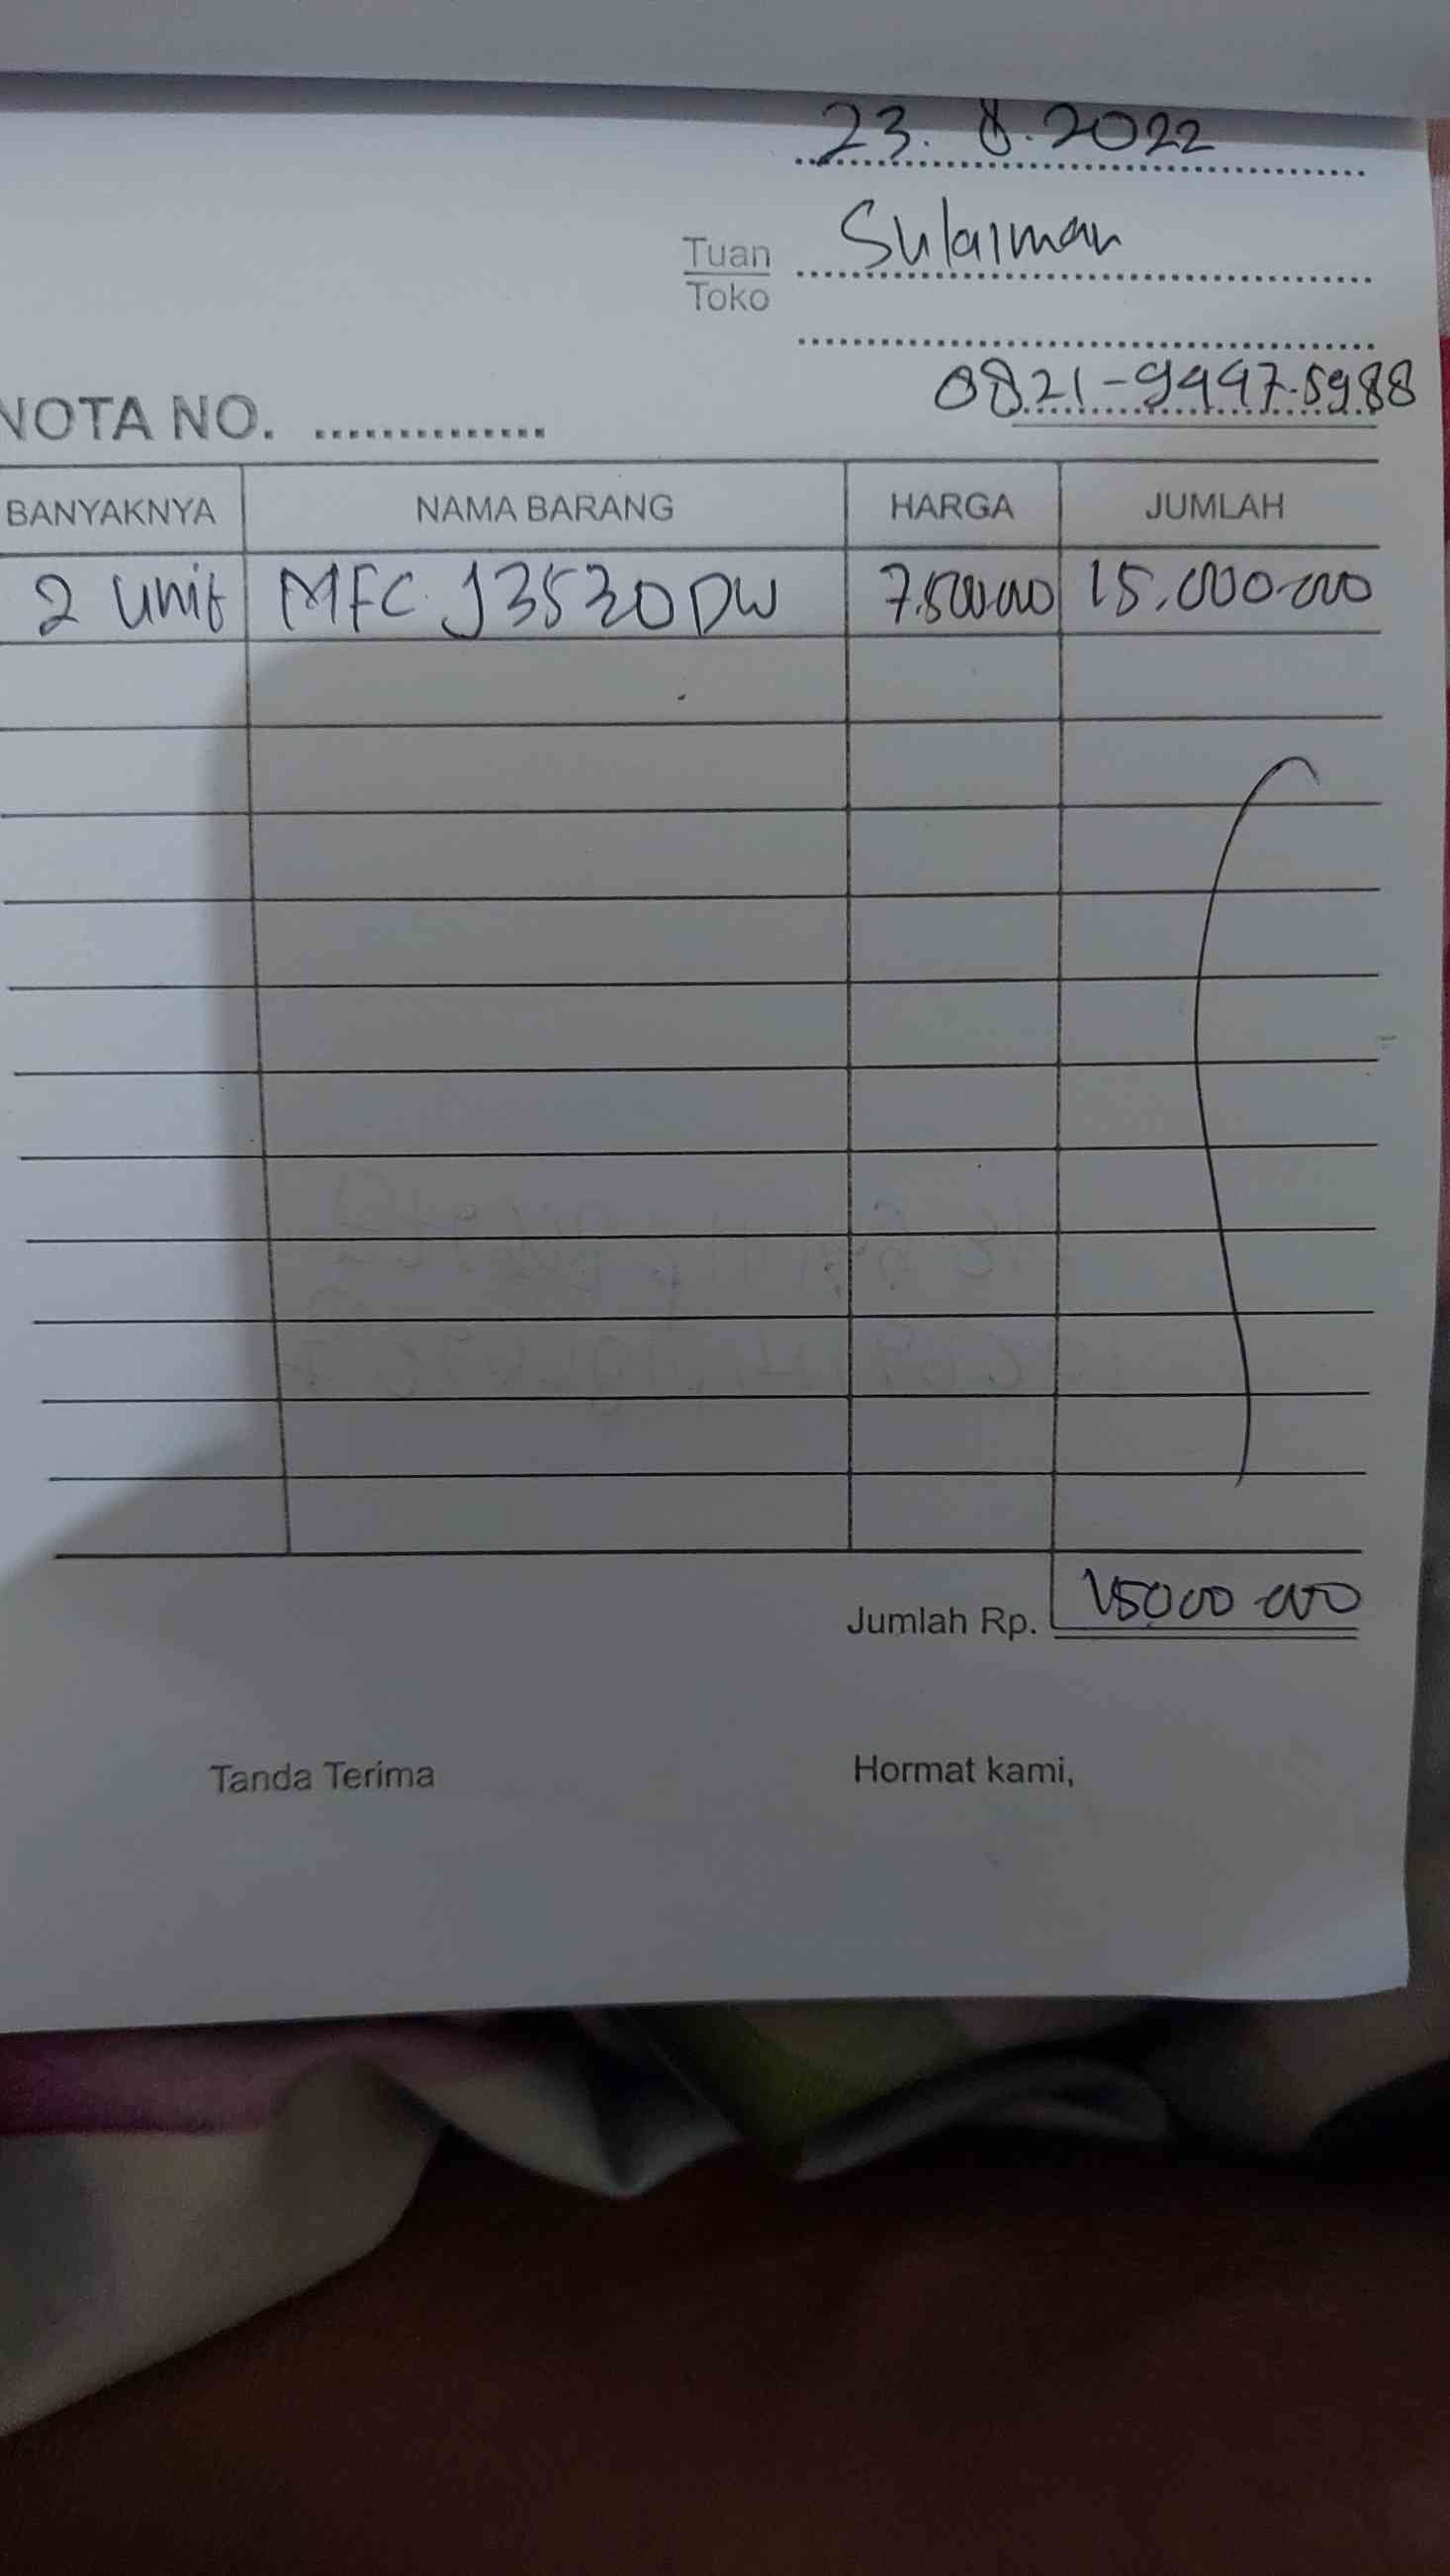 23.8.2022
Tuan Sulaiman
Toko
0821-9997-5988
NOTA NO. ..............
BANYAKNYA NAMA BARANG HARGA JUMLAH
2 Unit MFC J3530DW 7.500.000 15.000.000
Jumlah Rp. 15000.000
Tanda Terima Hormat kami,